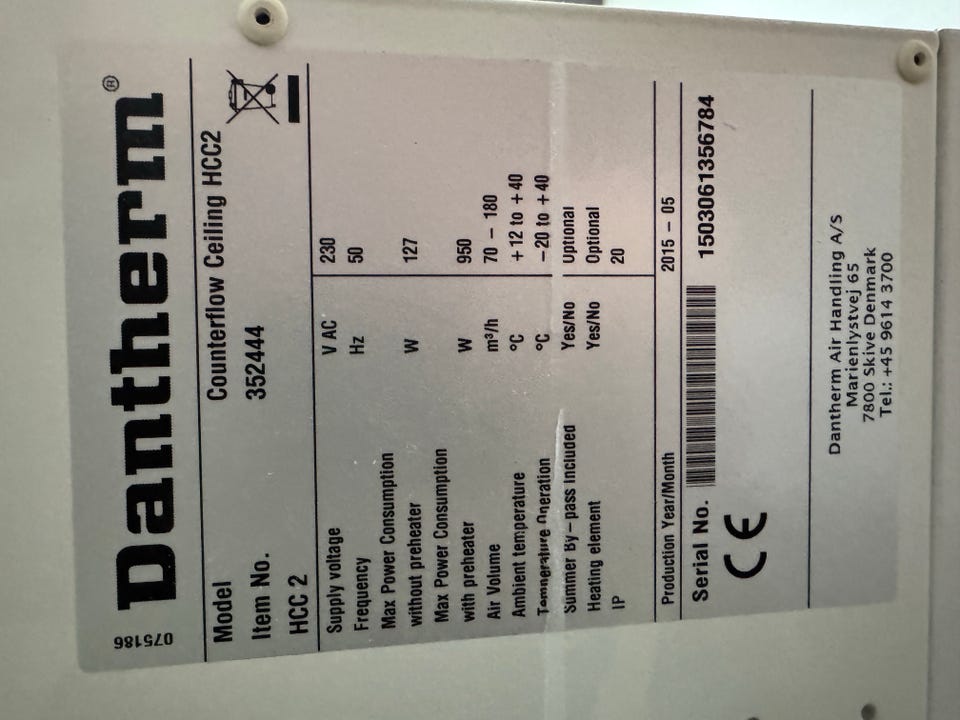 Dantherm®
075186
Model Counterflow Ceiling HCC2
Item No. 352444
HCC 2
Supply voltage V AC 230
Frequency Hz 50
Max Power Consumption
without preheater W 127
Max Power Consumption
with preheater W 950
Air Volume m³/h 70 – 180
Ambient temperature °C +12 to +40
Temperature Operation °C –20 to +40
Summer By–pass Included Yes/No Uptional
Heating element Yes/No Optional
IP 20
Production Year/Month 2015 – 05
Serial No. 1503061356784
CE
Dantherm Air Handling A/S
Marienlystvej 65
7800 Skive Denmark
Tel.: +45 9614 3700